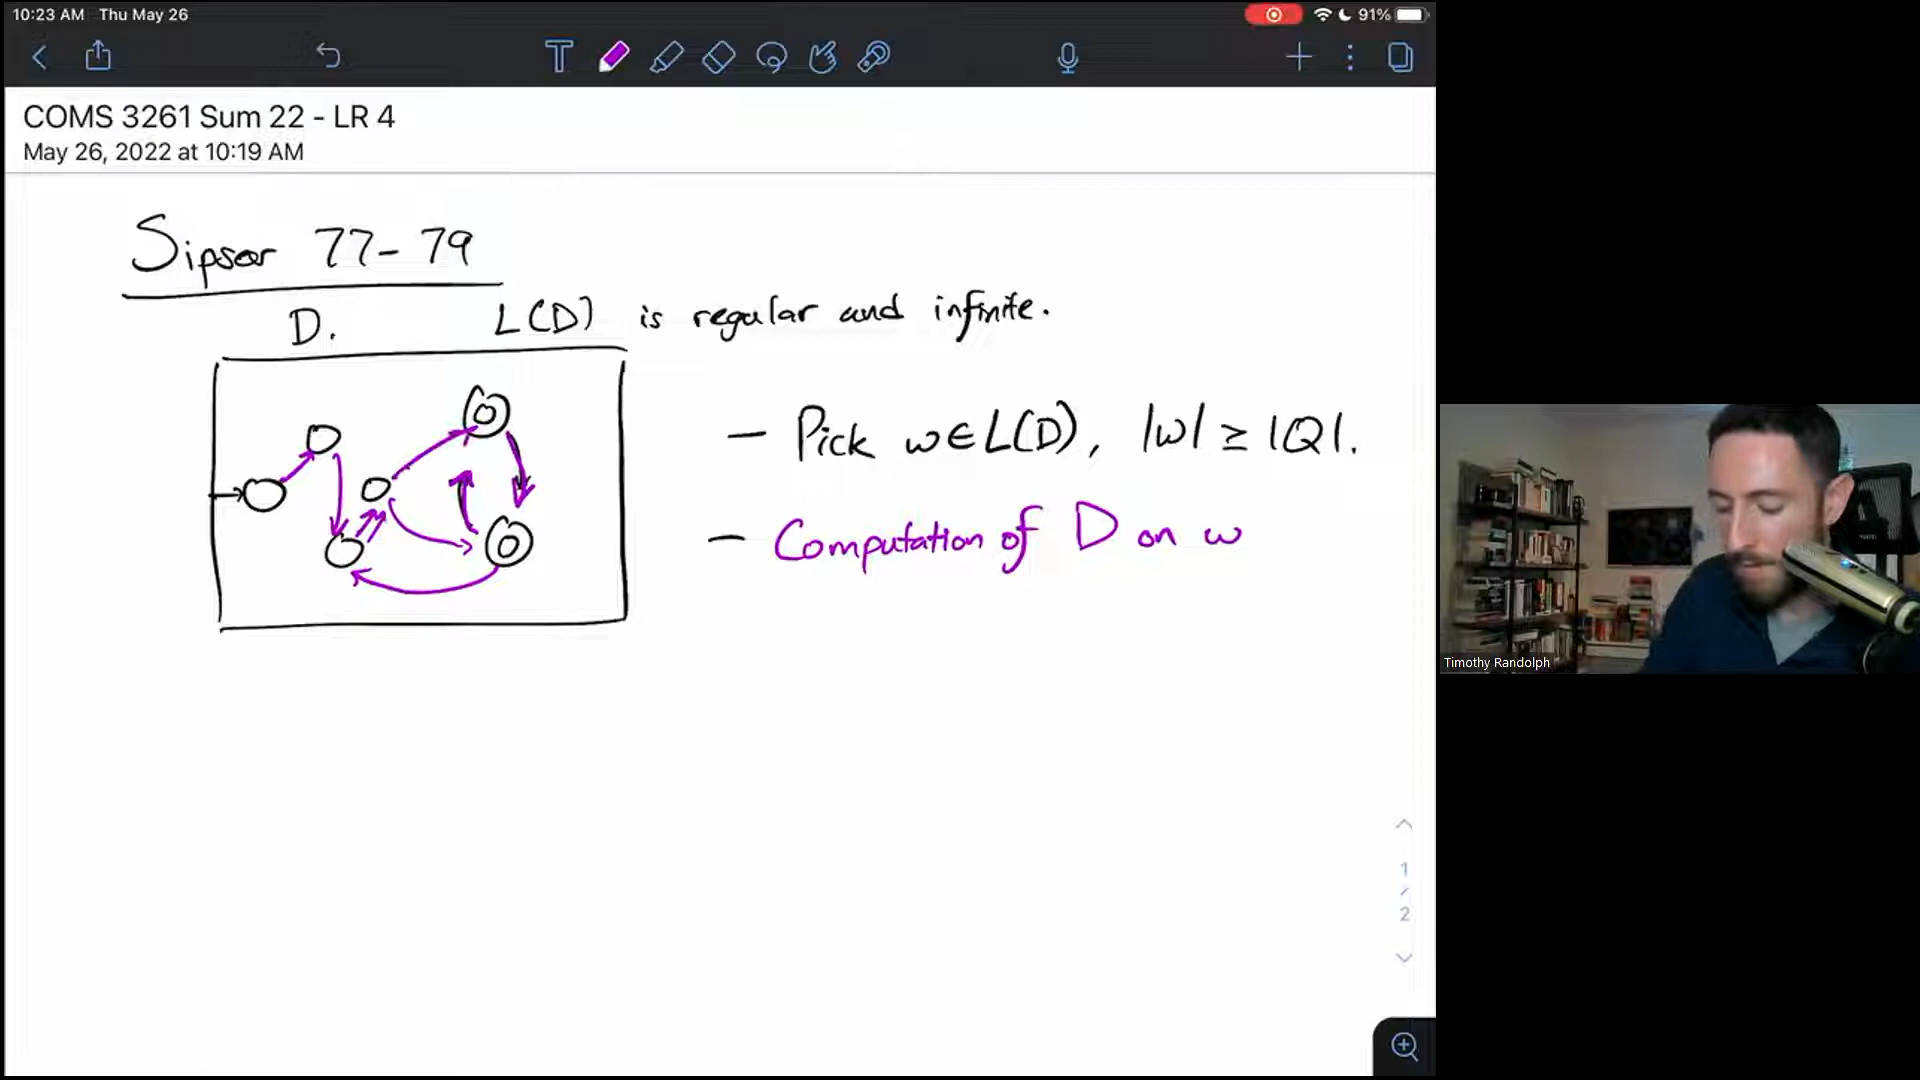 10:23 AM Thu May 26
91%
COMS 3261 Sum 22 - LR 4
May 26, 2022 at 10:19 AM
Sipser 77-79
D. L(D) is regular and infinite.
- Pick w∈L(D), |w| ≥ |Q|.
- Computation of D on w
Timothy Randolph
1
/
2